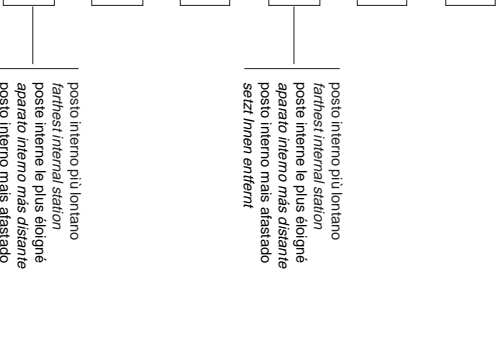 posto interno più lontano
farthest internal station
poste interne le plus éloigné
aparato interno más distante
posto interno mais afastado
posto interno più lontano
farthest internal station
poste interne le plus éloigné
aparato interno más distante
posto interno mais afastado
setzt Innen entfernt